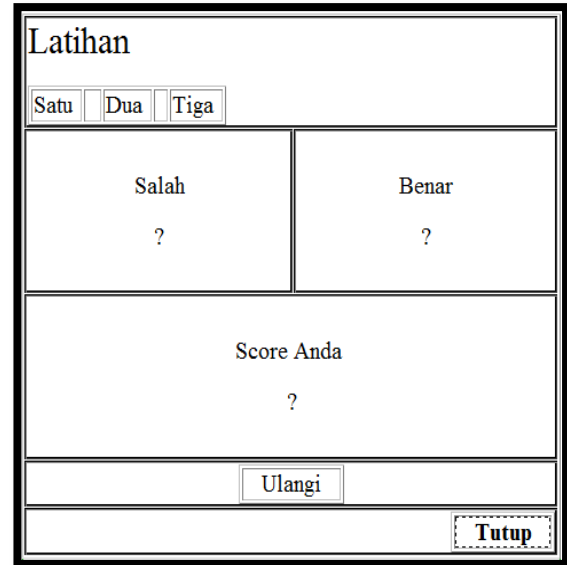 Latihan
Satu Dua Tiga
Salah Benar
? ?
Score Anda
?
Ulangi
Tutup